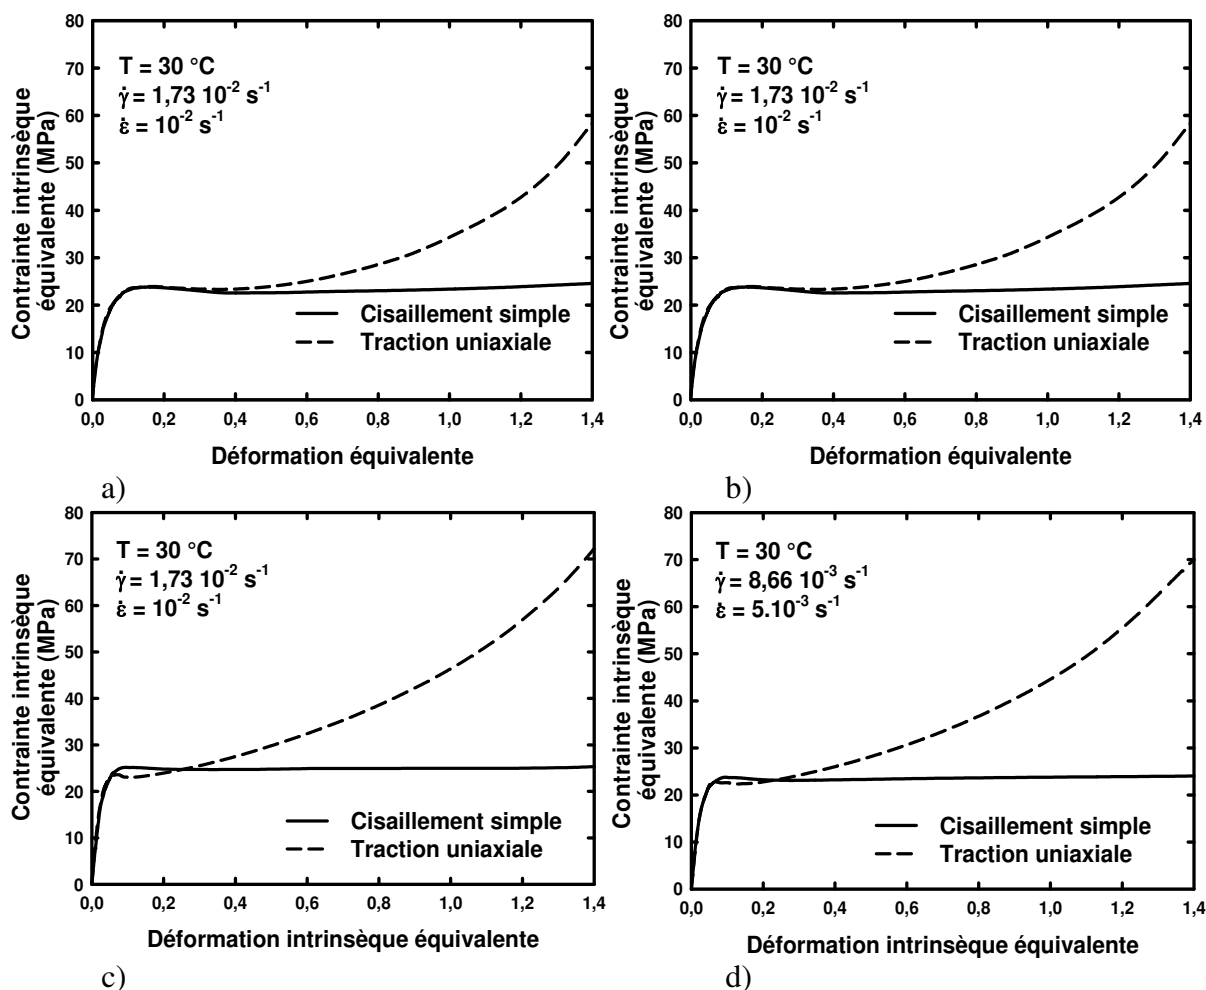 80
70
60
50
40
30
20
10
0
Contrainte intrinsèque
équivalente (MPa)
T = 30 °C
γ̇ = 1,73 10⁻² s⁻¹
ε̇ = 10⁻² s⁻¹
Cisaillement simple
Traction uniaxiale
0,0 0,2 0,4 0,6 0,8 1,0 1,2 1,4
Déformation équivalente
a)
80
70
60
50
40
30
20
10
0
Contrainte intrinsèque
équivalente (MPa)
T = 30 °C
γ̇ = 1,73 10⁻² s⁻¹
ε̇ = 10⁻² s⁻¹
Cisaillement simple
Traction uniaxiale
0,0 0,2 0,4 0,6 0,8 1,0 1,2 1,4
Déformation équivalente
b)
80
70
60
50
40
30
20
10
0
Contrainte intrinsèque
équivalente (MPa)
T = 30 °C
γ̇ = 1,73 10⁻² s⁻¹
ε̇ = 10⁻² s⁻¹
Cisaillement simple
Traction uniaxiale
0,0 0,2 0,4 0,6 0,8 1,0 1,2 1,4
Déformation intrinsèque équivalente
c)
80
70
60
50
40
30
20
10
0
Contrainte intrinsèque
équivalente (MPa)
T = 30 °C
γ̇ = 8,66 10⁻³ s⁻¹
ε̇ = 5.10⁻³ s⁻¹
Cisaillement simple
Traction uniaxiale
0,0 0,2 0,4 0,6 0,8 1,0 1,2 1,4
Déformation intrinsèque équivalente
d)